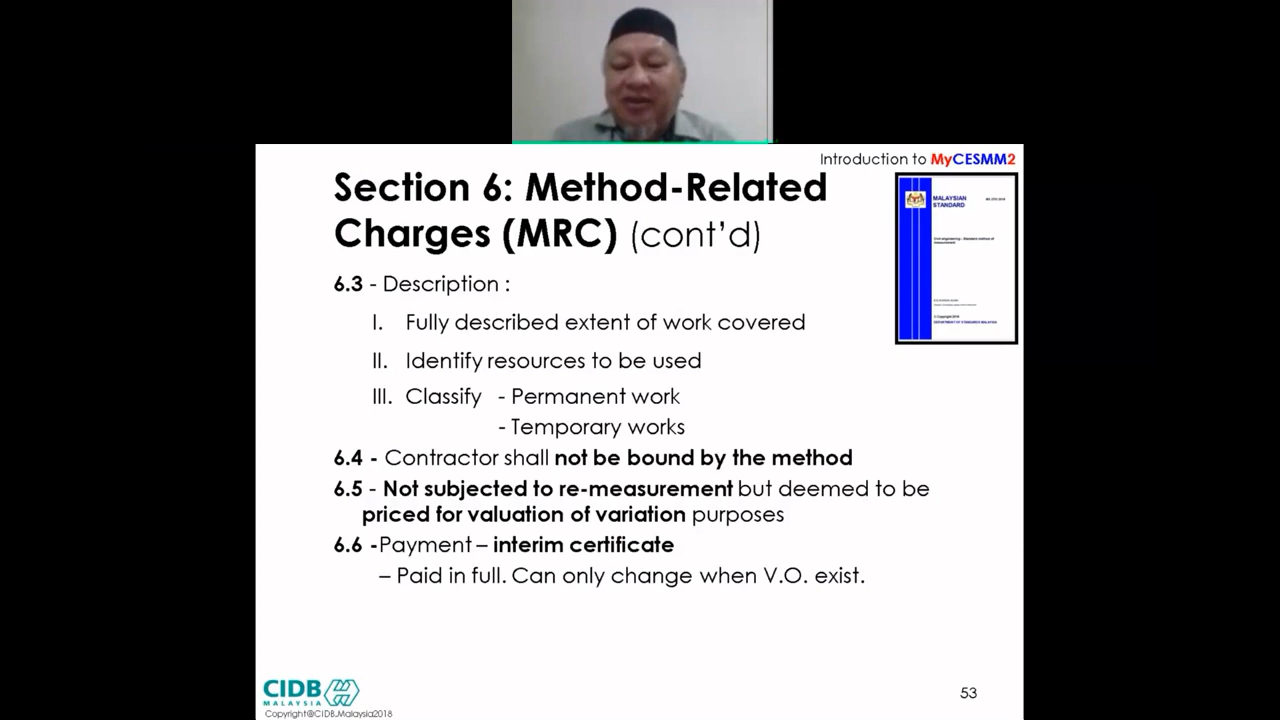 Introduction to MyCESMM2
Section 6: Method-Related
Charges (MRC) (cont’d)
MALAYSIAN
STANDARD
6.3 - Description :
I. Fully described extent of work covered
II. Identify resources to be used
III. Classify - Permanent work
- Temporary works
6.4 - Contractor shall not be bound by the method
6.5 - Not subjected to re-measurement but deemed to be
priced for valuation of variation purposes
6.6 -Payment – interim certificate
– Paid in full. Can only change when V.O. exist.
CIDB
MALAYSIA
Copyright@CIDB.Malaysia2018
53